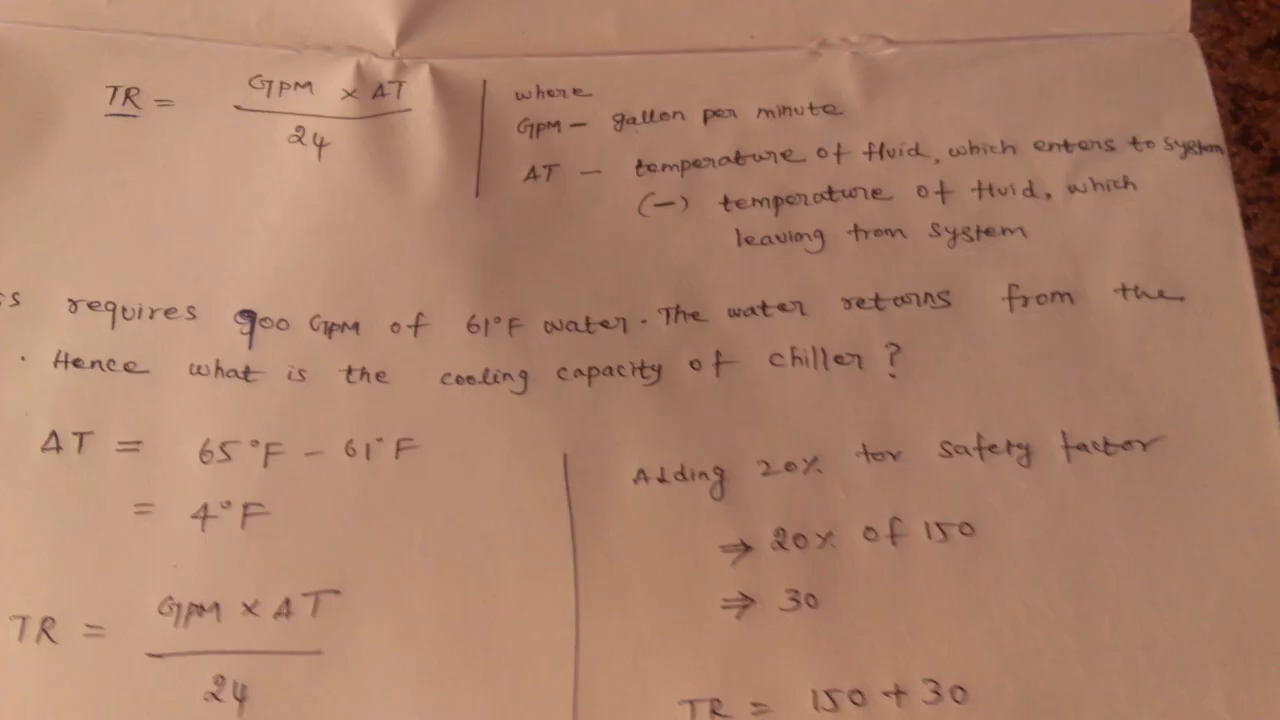 TR = GPM × ΔT / 24
where
GPM – gallon per minute
ΔT – temperature of fluid, which enters to system
(–) temperature of fluid, which
leaving from system
requires 900 GPM of 61°F water. The water returns from the
. Hence what is the cooling capacity of chiller ?
ΔT = 65°F – 61°F
= 4°F
TR = GPM × ΔT / 24
Adding 20% for safety factor
⇒ 20% of 150
⇒ 30
TR = 150 + 30